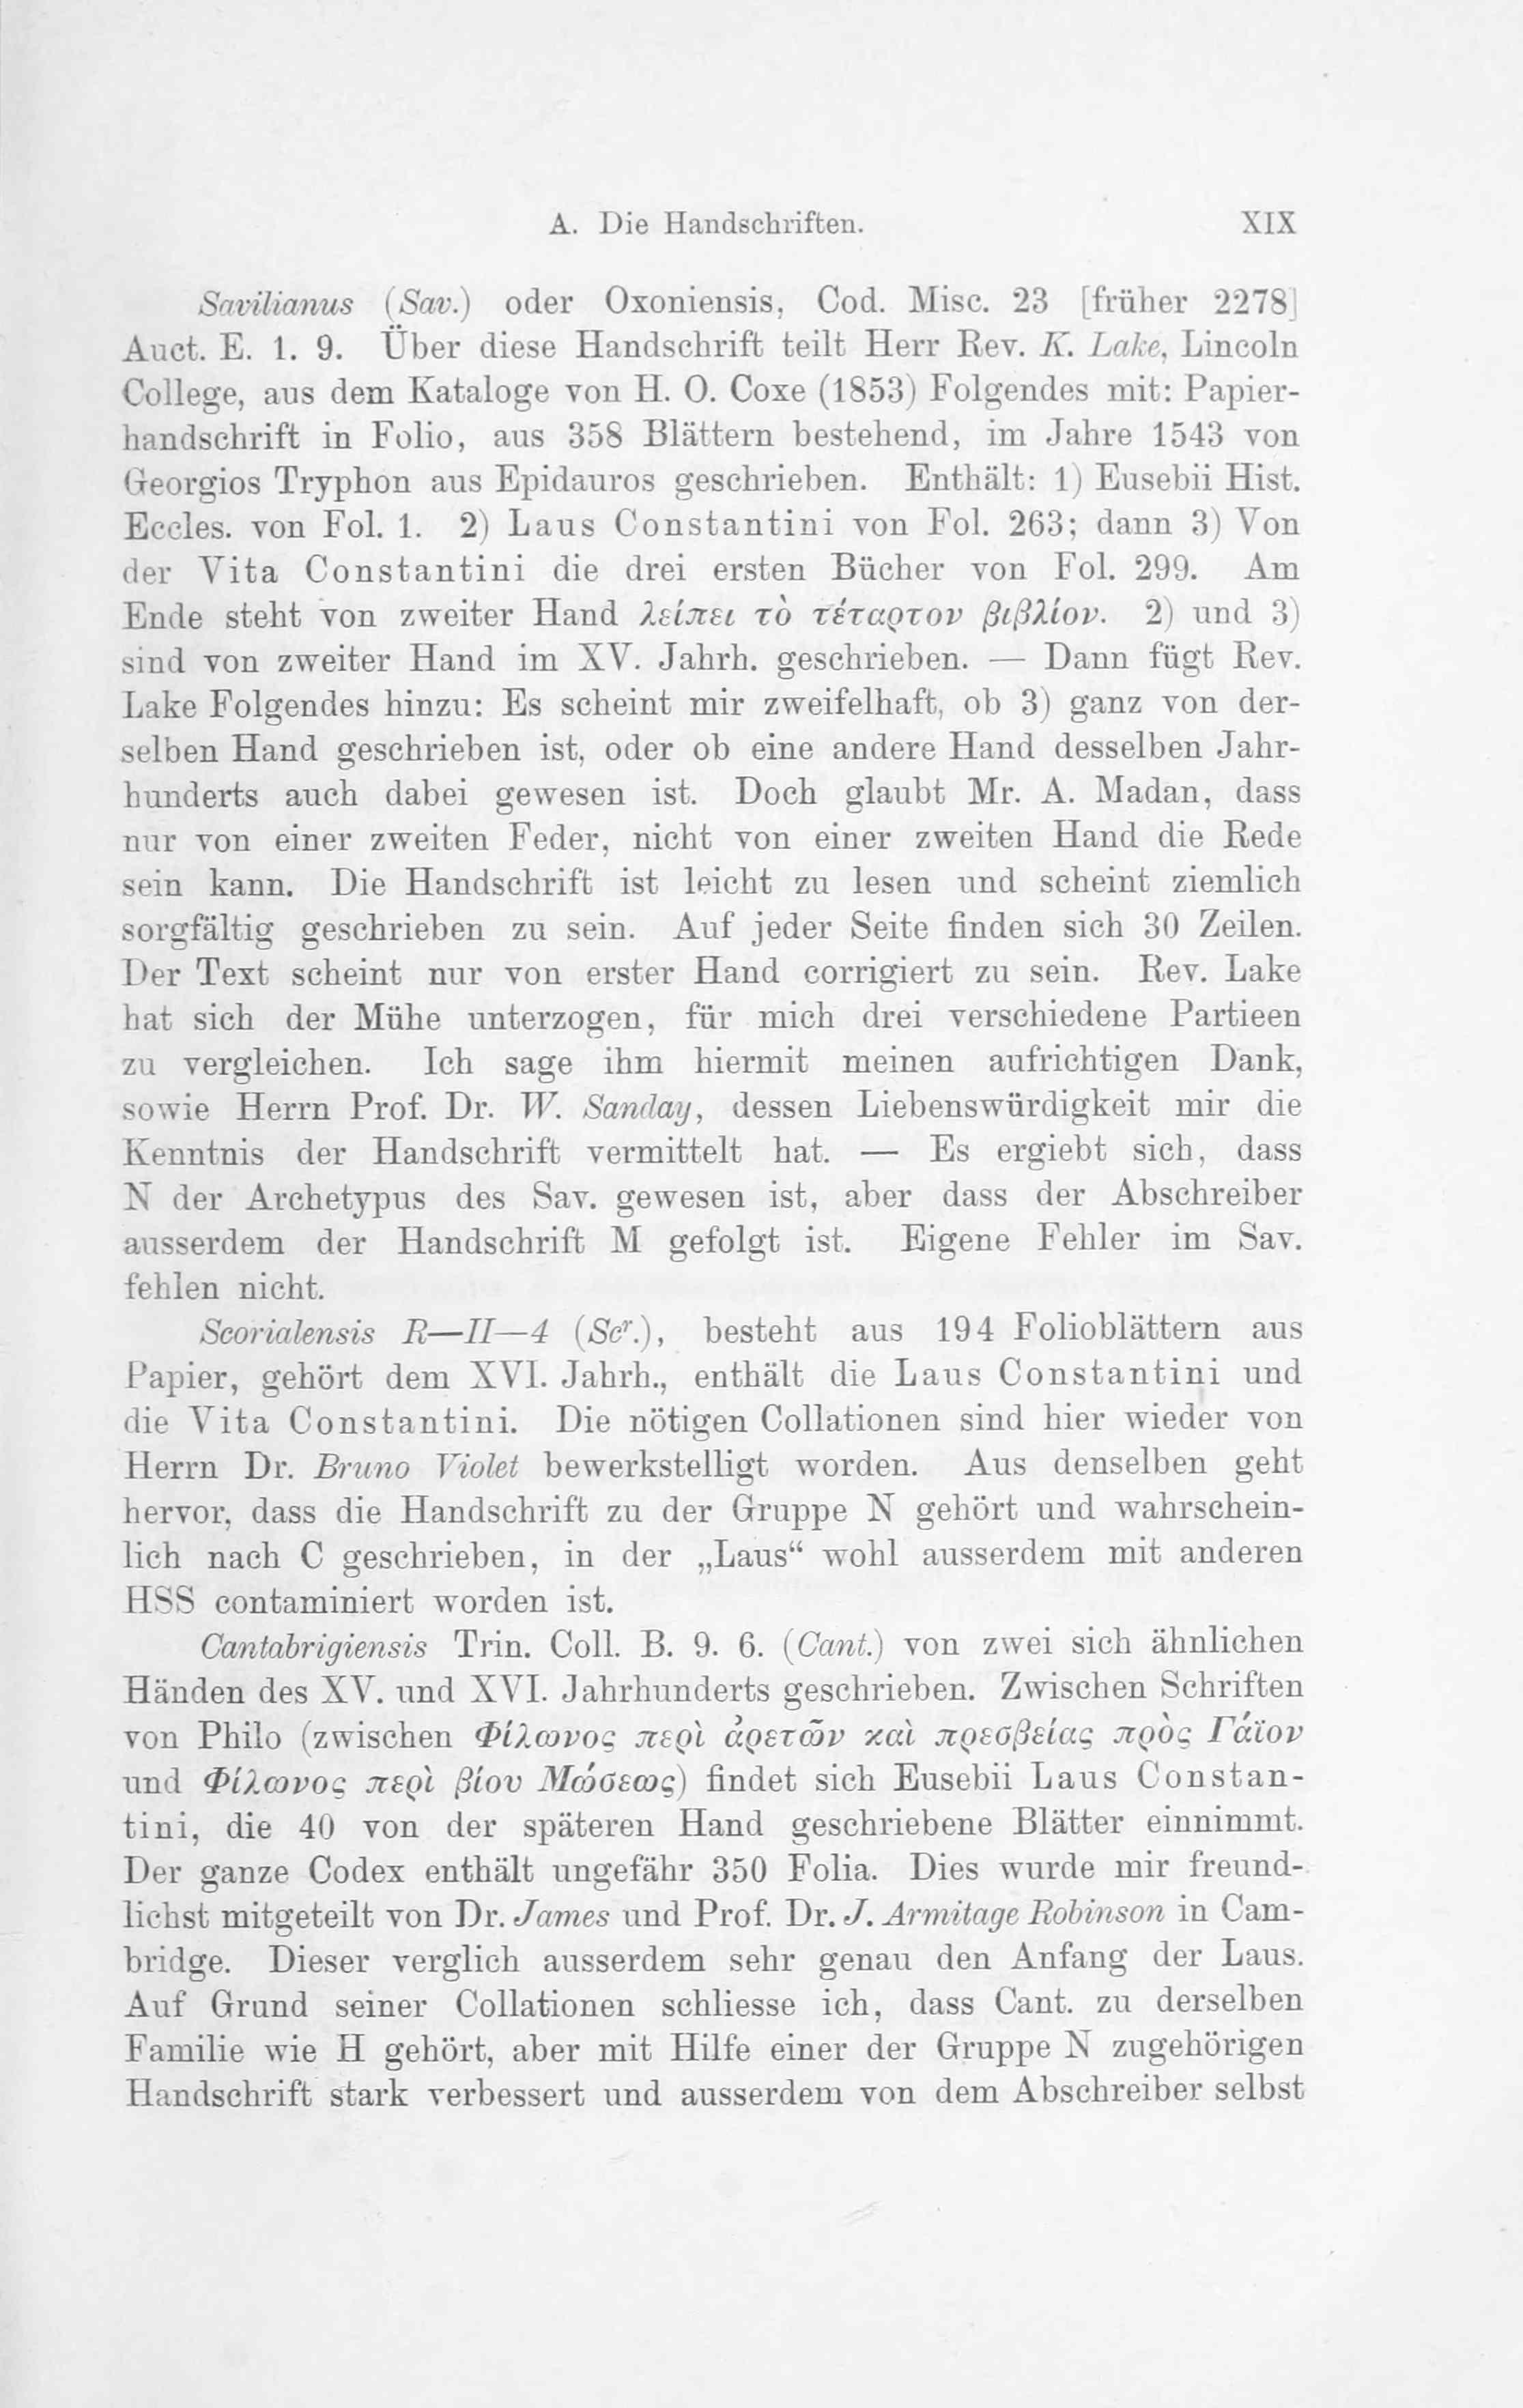 A. Die Handschriften. XIX
Savilianus (Sav.) oder Oxoniensis, Cod. Misc. 23 [früher 2278]
Auct. E. 1. 9. Über diese Handschrift teilt Herr Rev. K. Lake, Lincoln
College, aus dem Kataloge von H. O. Coxe (1853) Folgendes mit: Papier-
handschrift in Folio, aus 358 Blättern bestehend, im Jahre 1543 von
Georgios Tryphon aus Epidauros geschrieben. Enthält: 1) Eusebii Hist.
Eccles. von Fol. 1. 2) Laus Constantini von Fol. 263; dann 3) Von
der Vita Constantini die drei ersten Bücher von Fol. 299. Am
Ende steht von zweiter Hand λείπει τὸ τέταρτον βιβλίον. 2) und 3)
sind von zweiter Hand im XV. Jahrh. geschrieben. — Dann fügt Rev.
Lake Folgendes hinzu: Es scheint mir zweifelhaft, ob 3) ganz von der-
selben Hand geschrieben ist, oder ob eine andere Hand desselben Jahr-
hunderts auch dabei gewesen ist. Doch glaubt Mr. A. Madan, dass
nur von einer zweiten Feder, nicht von einer zweiten Hand die Rede
sein kann. Die Handschrift ist leicht zu lesen und scheint ziemlich
sorgfältig geschrieben zu sein. Auf jeder Seite finden sich 30 Zeilen.
Der Text scheint nur von erster Hand corrigiert zu sein. Rev. Lake
hat sich der Mühe unterzogen, für mich drei verschiedene Partieen
zu vergleichen. Ich sage ihm hiermit meinen aufrichtigen Dank,
sowie Herrn Prof. Dr. W. Sanday, dessen Liebenswürdigkeit mir die
Kenntnis der Handschrift vermittelt hat. — Es ergiebt sich, dass
N der Archetypus des Sav. gewesen ist, aber dass der Abschreiber
ausserdem der Handschrift M gefolgt ist. Eigene Fehler im Sav.
fehlen nicht.
Scorialensis R—II—4 (Scr.), besteht aus 194 Folioblättern aus
Papier, gehört dem XVI. Jahrh., enthält die Laus Constantini und
die Vita Constantini. Die nötigen Collationen sind hier wieder von
Herrn Dr. Bruno Violet bewerkstelligt worden. Aus denselben geht
hervor, dass die Handschrift zu der Gruppe N gehört und wahrschein-
lich nach C geschrieben, in der „Laus“ wohl ausserdem mit anderen
HSS contaminiert worden ist.
Cantabrigiensis Trin. Coll. B. 9. 6. (Cant.) von zwei sich ähnlichen
Händen des XV. und XVI. Jahrhunderts geschrieben. Zwischen Schriften
von Philo (zwischen Φίλωνος περὶ ἀρετῶν καὶ πρεσβείας πρὸς Γάϊον
und Φίλωνος περὶ βίου Μώσεως) findet sich Eusebii Laus Constan-
tini, die 40 von der späteren Hand geschriebene Blätter einnimmt.
Der ganze Codex enthält ungefähr 350 Folia. Dies wurde mir freund-
lichst mitgeteilt von Dr. James und Prof. Dr. J. Armitage Robinson in Cam-
bridge. Dieser verglich ausserdem sehr genau den Anfang der Laus.
Auf Grund seiner Collationen schliesse ich, dass Cant. zu derselben
Familie wie H gehört, aber mit Hilfe einer der Gruppe N zugehörigen
Handschrift stark verbessert und ausserdem von dem Abschreiber selbst